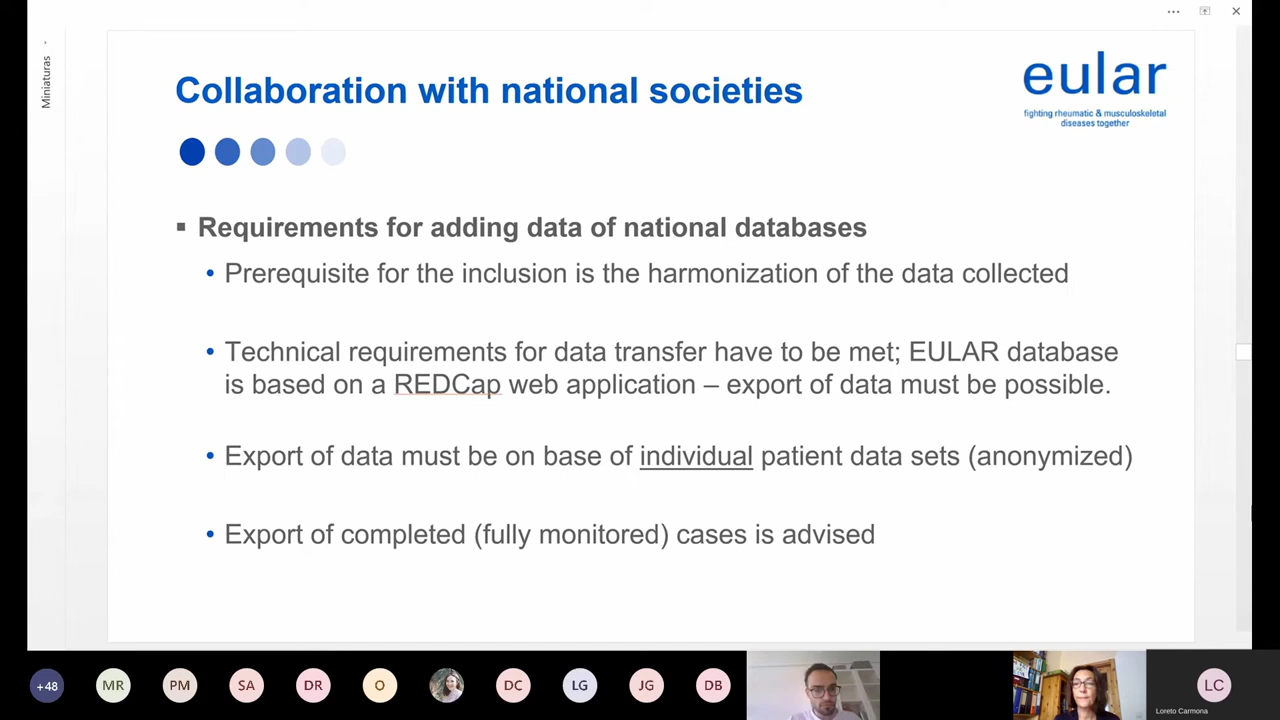 Miniaturas
Collaboration with national societies
eular
fighting rheumatic & musculoskeletal
diseases together
Requirements for adding data of national databases
Prerequisite for the inclusion is the harmonization of the data collected
Technical requirements for data transfer have to be met; EULAR database
is based on a REDCap web application – export of data must be possible.
Export of data must be on base of individual patient data sets (anonymized)
Export of completed (fully monitored) cases is advised
+48
MR
PM
SA
DR
O
DC
LG
JG
DB
LC
Loreto Carmona